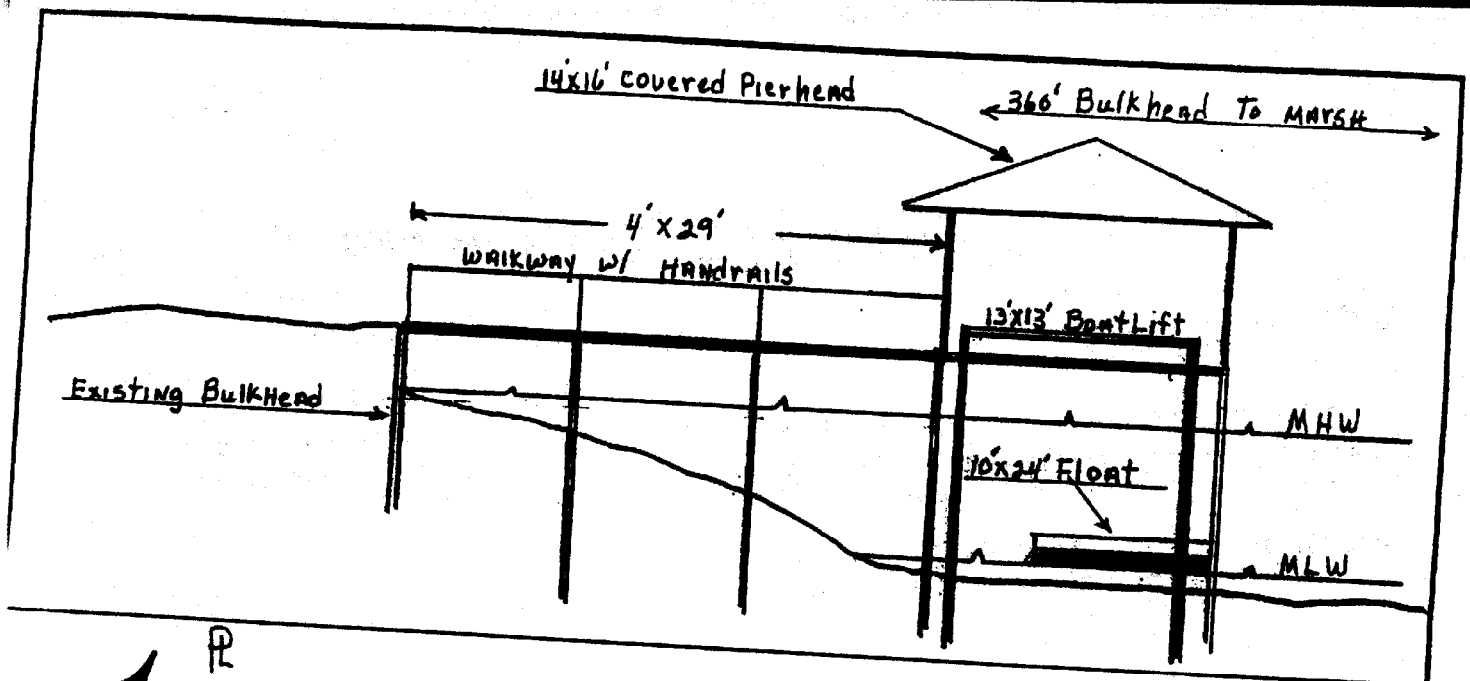 14'x16' covered Pierhead
360' Bulkhead To MARSH
4' x 29'
WALKWAY w/ HANDrAils
13'x13' BoAtLift
Existing BulkHeAd
MHW
10'x24' FloAt
MLW
PL